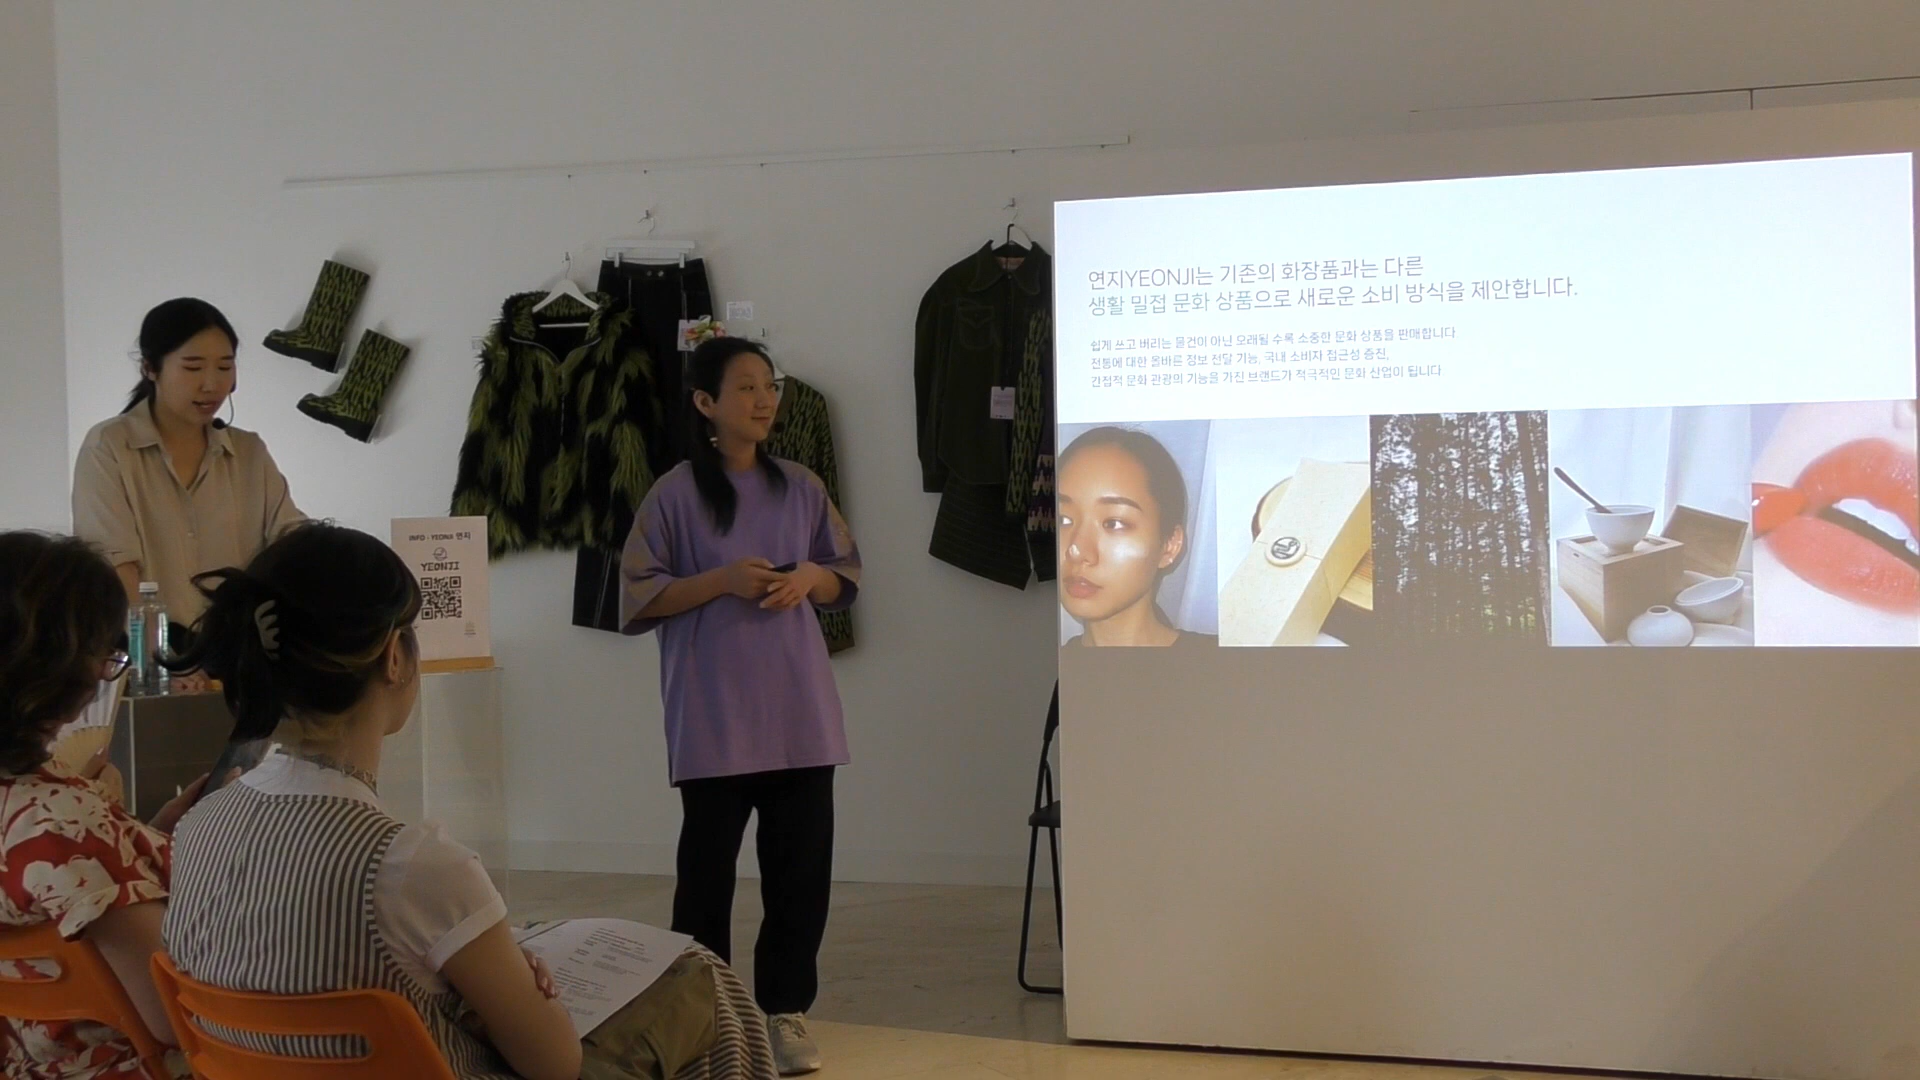 연지YEONJI는 기존의 화장품과는 다른
생활 밀접 문화 상품으로 새로운 소비 방식을 제안합니다.
쉽게 쓰고 버리는 물건이 아닌 오래될 수록 소중한 문화 상품을 판매합니다
전통에 대한 올바른 정보 전달 기능, 국내 소비자 접근성 증진,
간접적 문화 관광의 기능을 가진 브랜드가 적극적인 문화 산업이 됩니다
INFO - YEONJI 연지
YEONJI